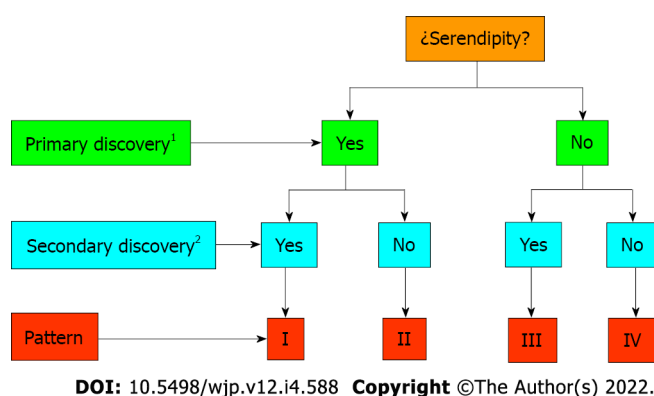 ¿Serendipity?
Primary discovery¹ Yes No
Secondary discovery² Yes No Yes No
Pattern I II III IV
DOI: 10.5498/wjp.v12.i4.588 Copyright ©The Author(s) 2022.